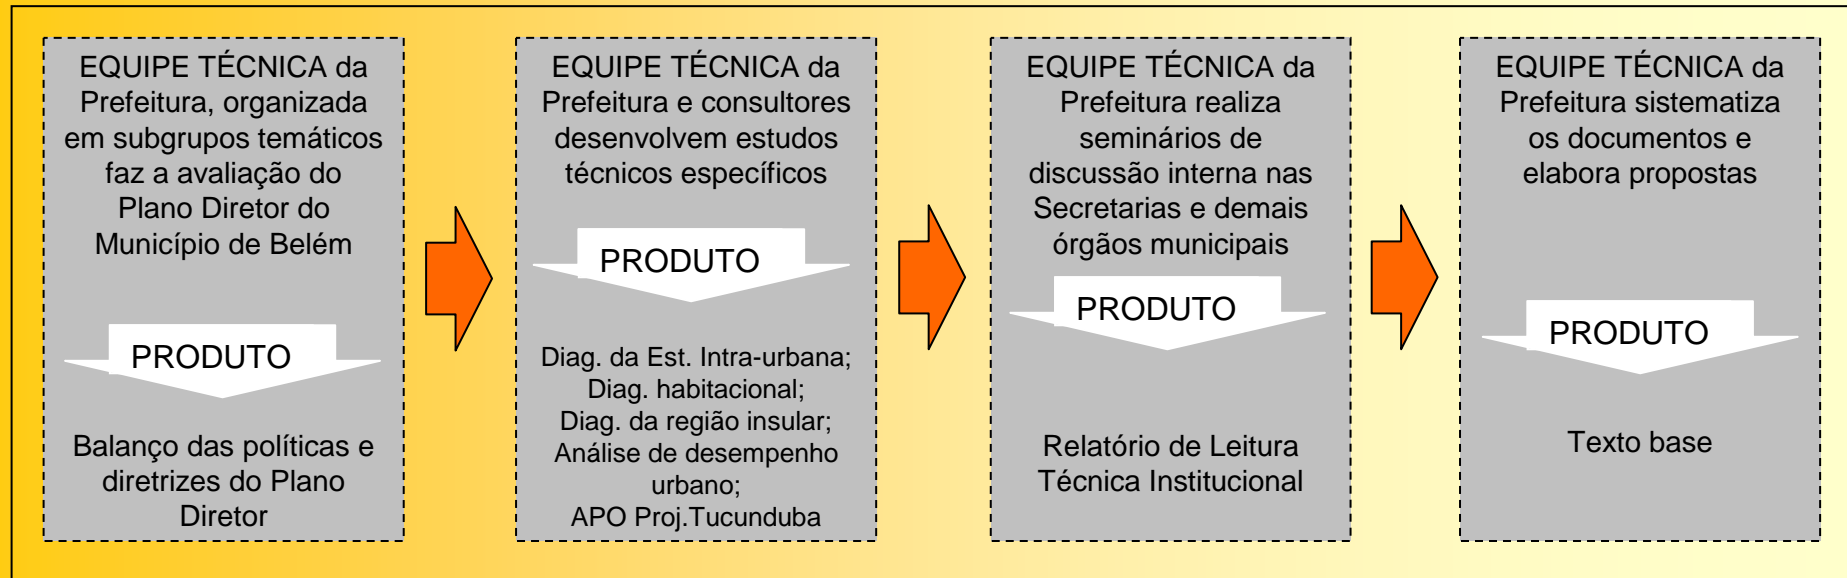 EQUIPE TÉCNICA da
Prefeitura, organizada
em subgrupos temáticos
faz a avaliação do
Plano Diretor do
Município de Belém
PRODUTO
Balanço das políticas e
diretrizes do Plano
Diretor
EQUIPE TÉCNICA da
Prefeitura e consultores
desenvolvem estudos
técnicos específicos
PRODUTO
Diag. da Est. Intra-urbana;
Diag. habitacional;
Diag. da região insular;
Análise de desempenho
urbano;
APO Proj.Tucunduba
EQUIPE TÉCNICA da
Prefeitura realiza
seminários de
discussão interna nas
Secretarias e demais
órgãos municipais
PRODUTO
Relatório de Leitura
Técnica Institucional
EQUIPE TÉCNICA da
Prefeitura sistematiza
os documentos e
elabora propostas
PRODUTO
Texto base